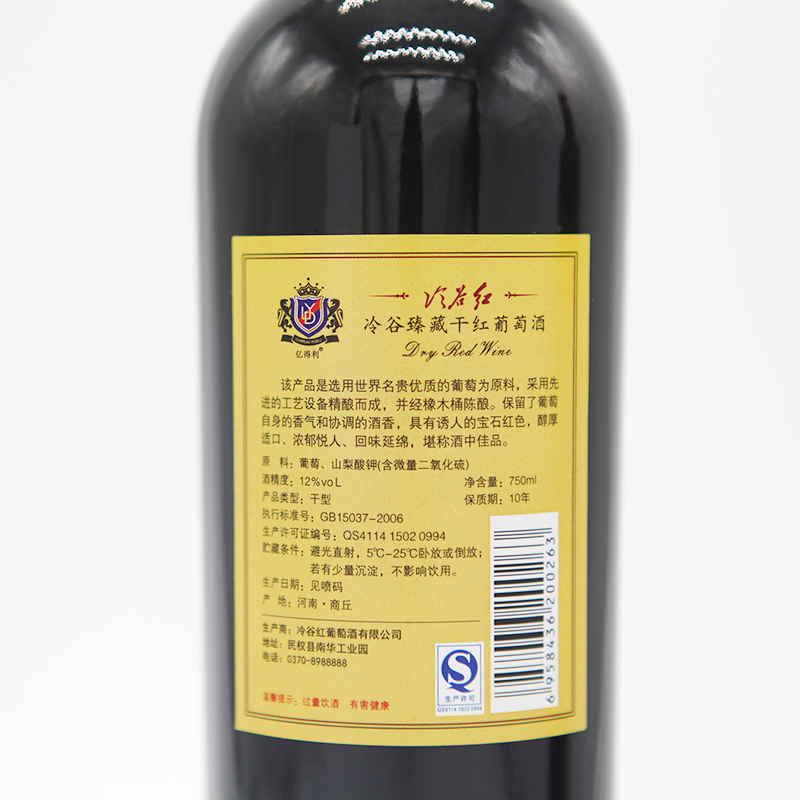 亿得利®
冷谷红
冷谷臻藏干红葡萄酒
Dry Red Wine
该产品是选用世界名贵优质的葡萄为原料，采用先
进的工艺设备精酿而成，并经橡木桶陈酿。保留了葡萄
自身的香气和协调的酒香，具有诱人的宝石红色，醇厚
适口、浓郁悦人、回味延绵，堪称酒中佳品。
原 料：葡萄、山梨酸钾(含微量二氧化硫)
酒精度：12%voL 净含量：750ml
产品类型：干型 保质期：10年
执行标准号：GB15037-2006
生产许可证编号：QS4114 1502 0994
贮藏条件：避光直射，5℃-25℃卧放或倒放；
若有少量沉淀，不影响饮用。
生产日期：见喷码
产 地：河南·商丘
生产商：冷谷红葡萄酒有限公司
地址：民权县南华工业园
电话：0370-8988888
温馨提示：过量饮酒 有害健康
生产许可
QS4114 1502 0994
6958436200263